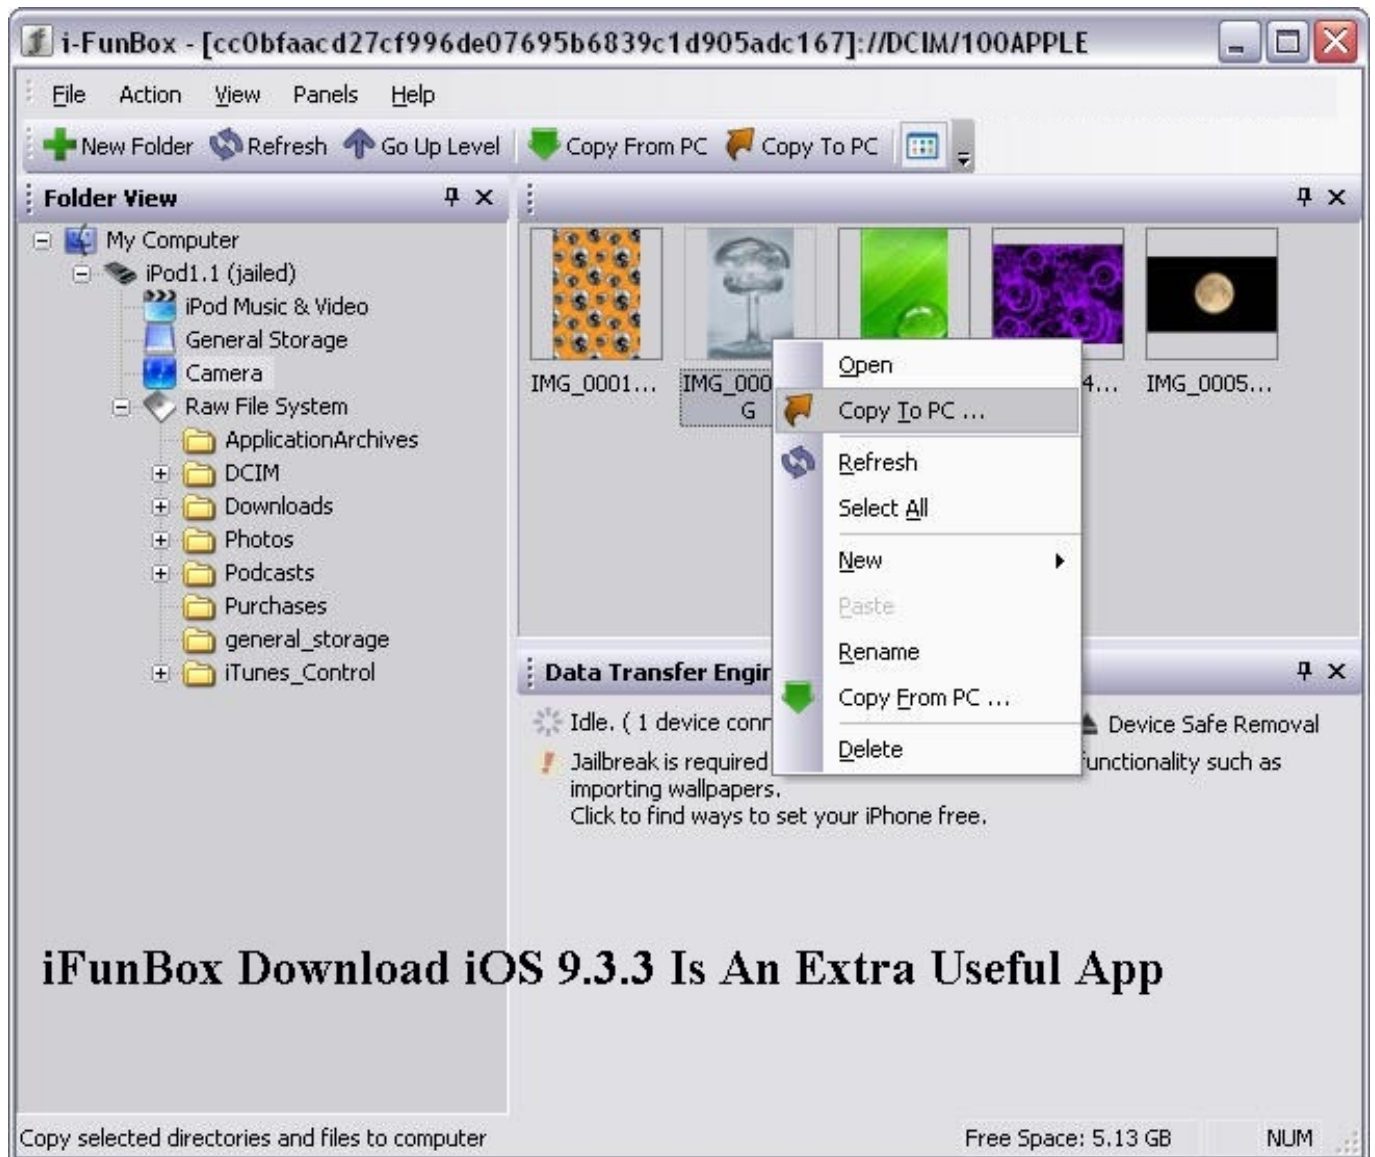 i-FunBox - [cc0bfaacd27cf996de07695b6839c1d905adc167]://DCIM/100APPLE
File Action View Panels Help
New Folder Refresh Go Up Level Copy From PC Copy To PC
Folder View
My Computer
iPod1.1 (jailed)
iPod Music & Video
General Storage
Camera
Raw File System
ApplicationArchives
DCIM
Downloads
Photos
Podcasts
Purchases
general_storage
iTunes_Control
IMG_0001...
IMG_000
G
4...
IMG_0005...
Open
Copy To PC ...
Refresh
Select All
New
Paste
Rename
Copy From PC ...
Delete
Data Transfer Engin
Idle. ( 1 device conn
Device Safe Removal
Jailbreak is required
unctionality such as
importing wallpapers.
Click to find ways to set your iPhone free.
iFunBox Download iOS 9.3.3 Is An Extra Useful App
Copy selected directories and files to computer
Free Space: 5.13 GB
NUM